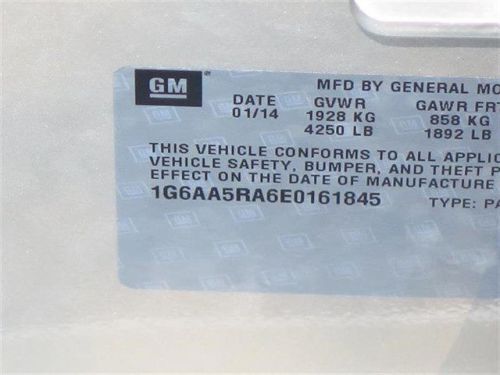 GM
MFD BY GENERAL MO
DATE GVWR GAWR FR
01/14 1928 KG 858 KG
4250 LB 1892 LB
THIS VEHICLE CONFORMS TO ALL APPLIC
VEHICLE SAFETY, BUMPER, AND THEFT P
EFFECT ON THE DATE OF MANUFACTURE
1G6AA5RA6E0161845
TYPE: PA